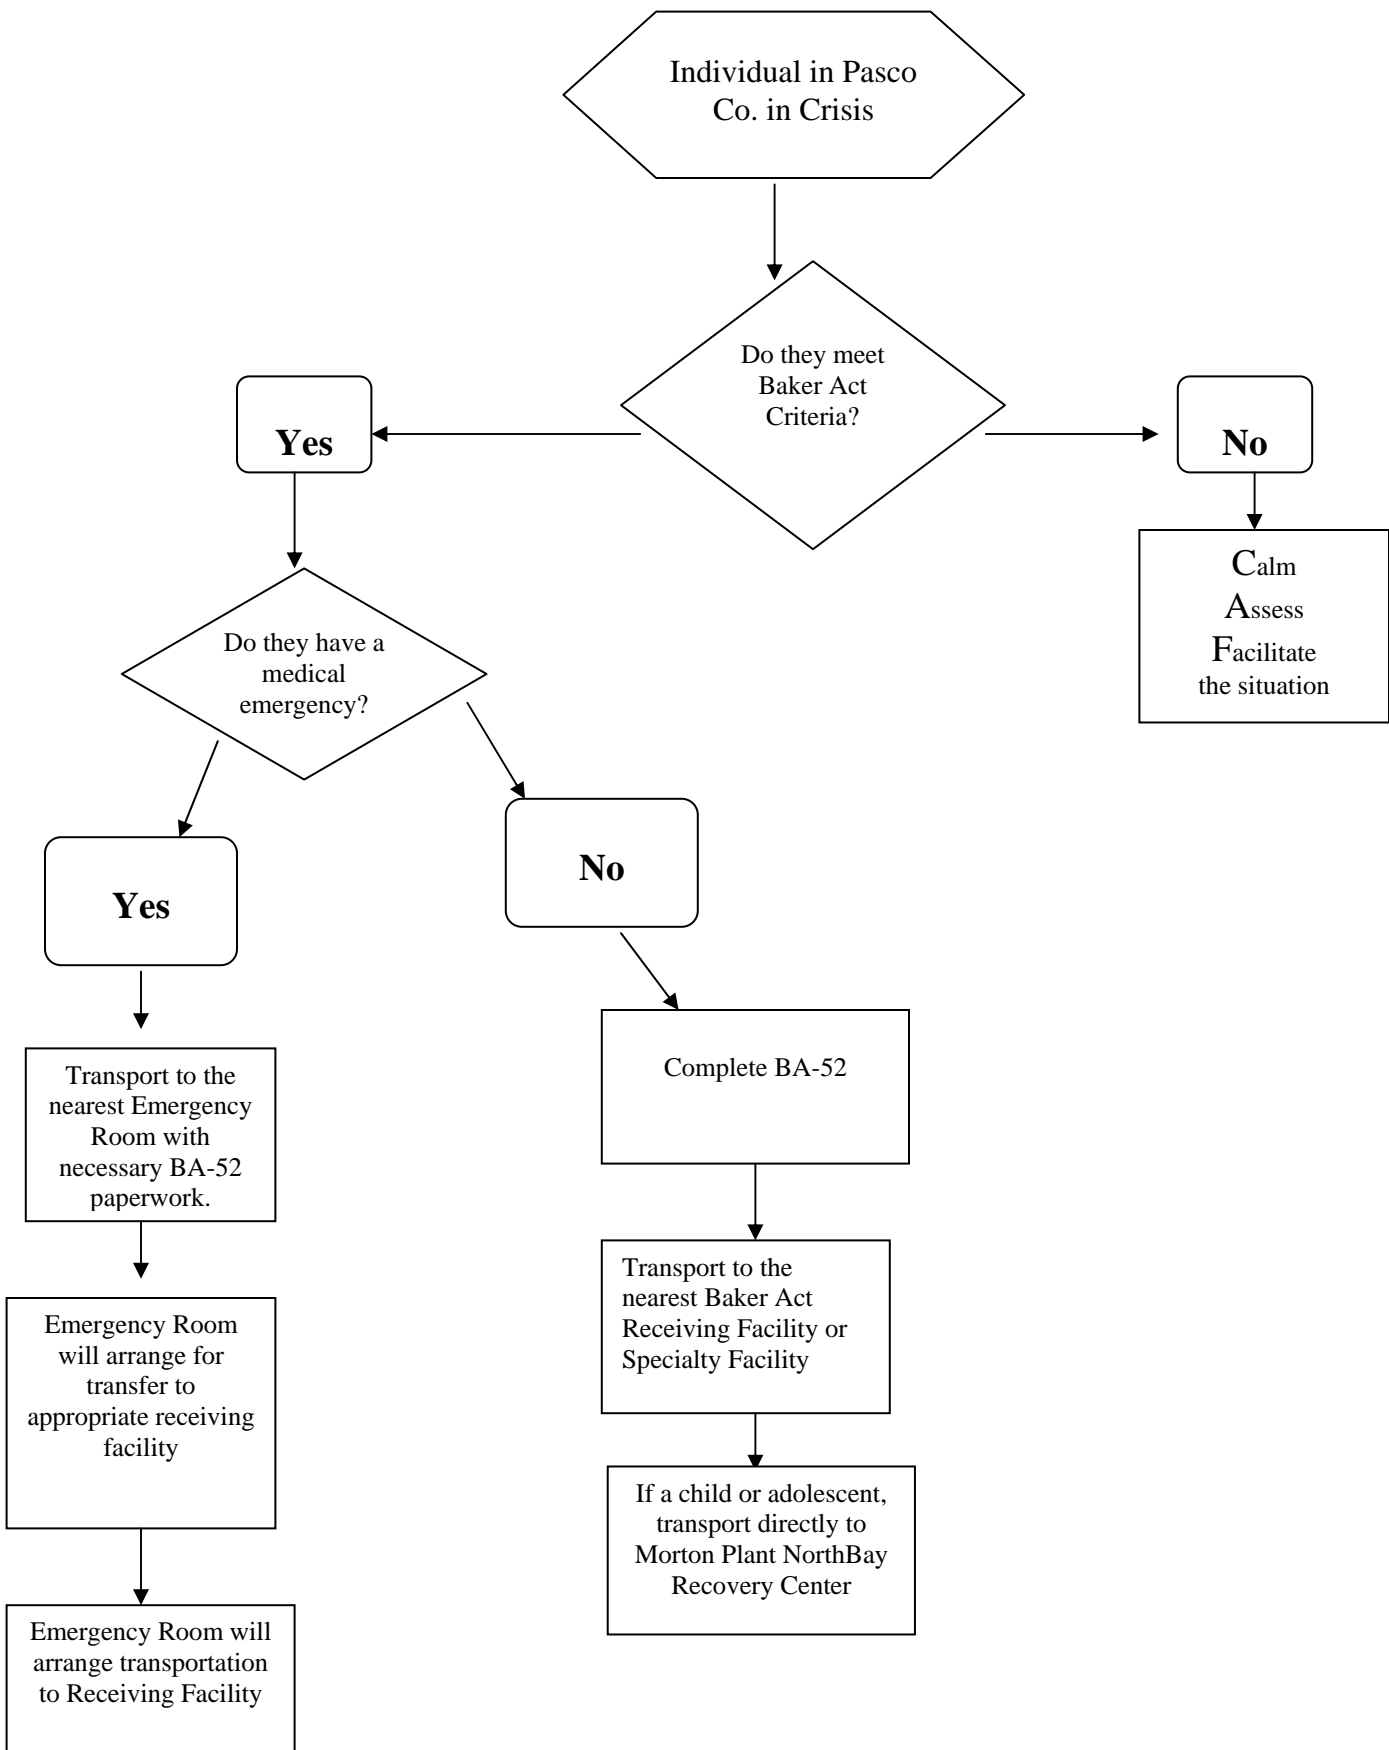 Individual in Pasco
Co. in Crisis
Do they meet
Baker Act
Criteria?
Yes
No
Calm
Assess
Facilitate
the situation
Do they have a
medical
emergency?
Yes
No
Transport to the
nearest Emergency
Room with
necessary BA-52
paperwork.
Complete BA-52
Emergency Room
will arrange for
transfer to
appropriate receiving
facility
Transport to the
nearest Baker Act
Receiving Facility or
Specialty Facility
If a child or adolescent,
transport directly to
Morton Plant NorthBay
Recovery Center
Emergency Room will
arrange transportation
to Receiving Facility